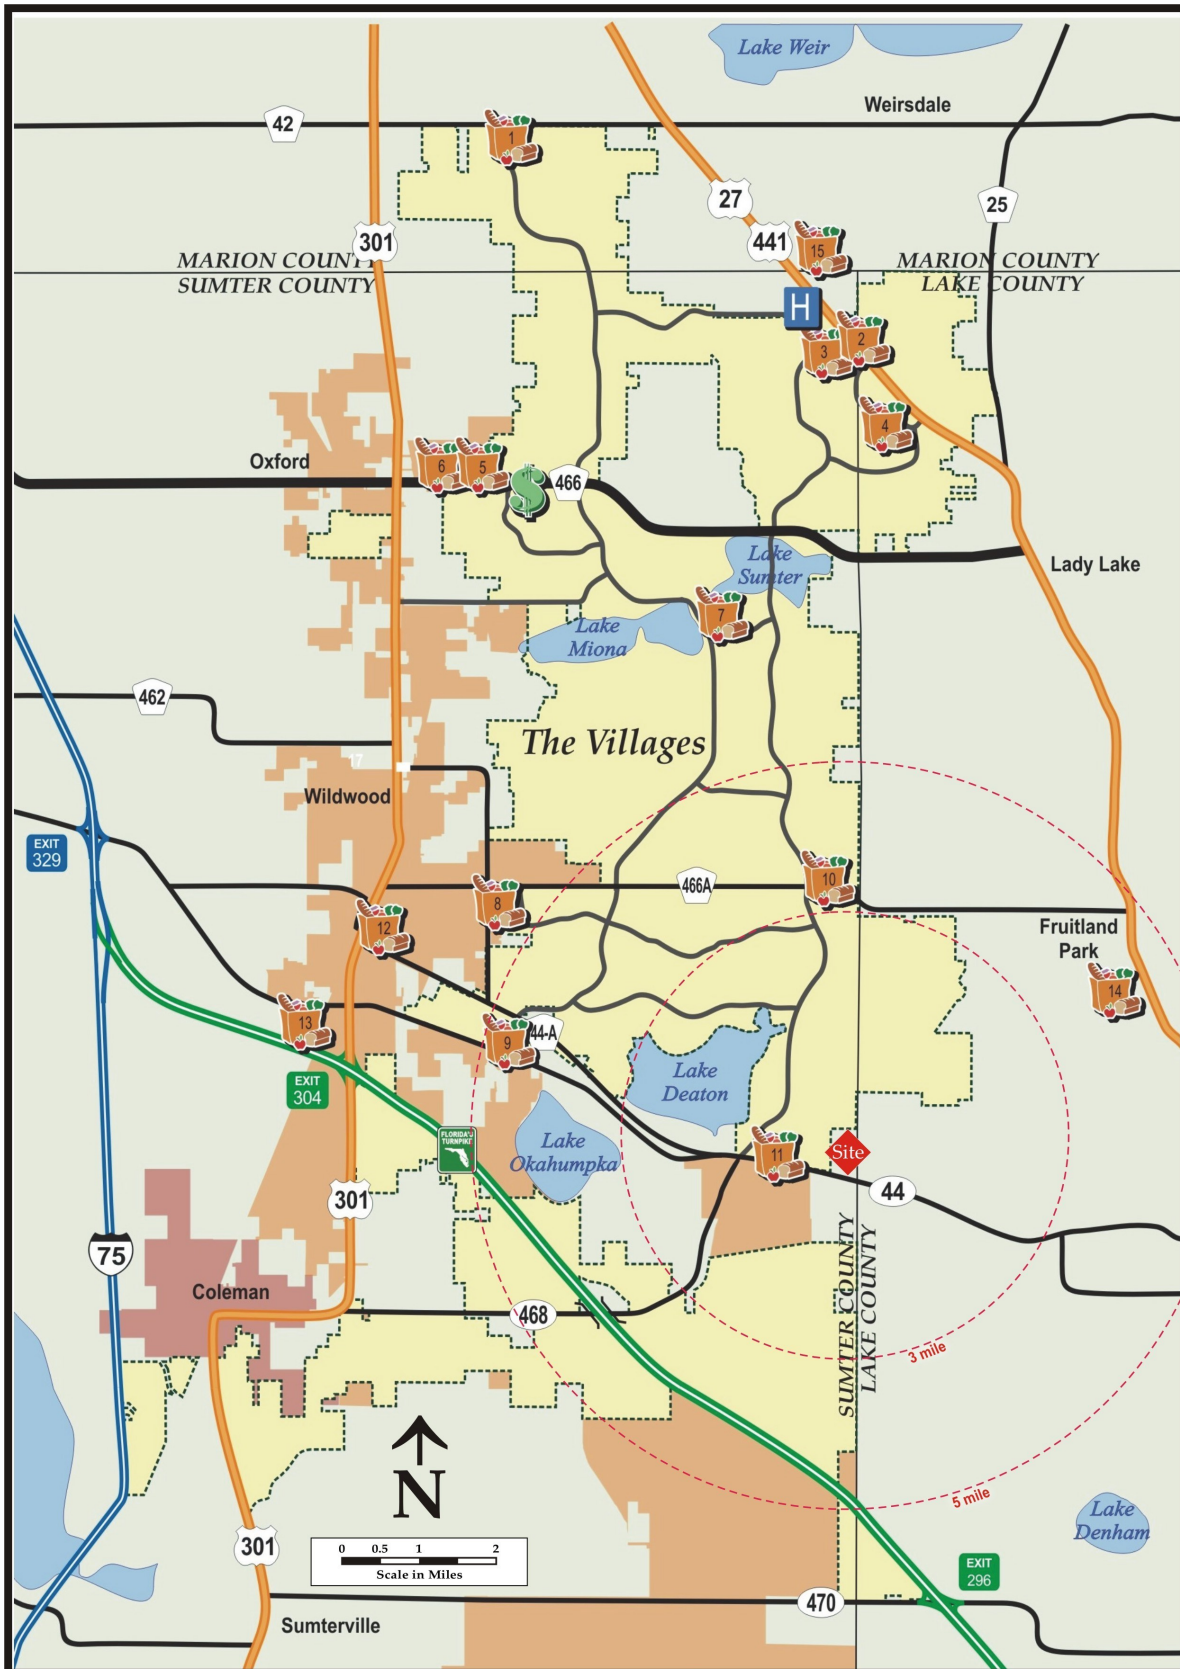 Lake Weir
Weirsdale
42
1
27
25
301
441
15
MARION COUNTY
SUMTER COUNTY
MARION COUNTY
LAKE COUNTY
H
3
2
4
Oxford
6
5
$
466
Lake
Sumter
Lady Lake
7
Lake
Miona
462
The Villages
17
Wildwood
EXIT
329
466A
10
8
12
Fruitland
Park
14
13
9
44-A
Lake
Deaton
EXIT
304
FLORIDA'S
TURNPIKE
Lake
Okahumpka
11
Site
44
301
75
SUMTER COUNTY
LAKE COUNTY
Coleman
468
3 mile
N
5 mile
Lake
Denham
301
0 0.5 1 2
Scale in Miles
EXIT
296
470
Sumterville